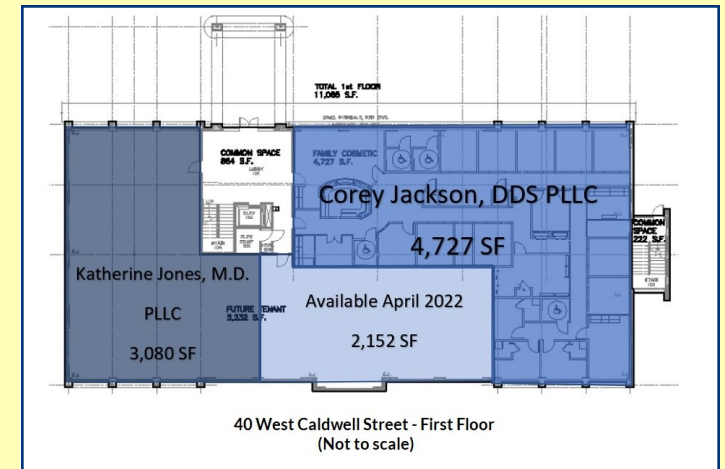 TOTAL 1st FLOOR
11,086 S.F.
COMMON SPACE
864 S.F.
LOBBY
FAMILY COSMETIC
4,727 S.F.
Corey Jackson, DDS PLLC
4,727 SF
COMMON
SPACE
222 S.F.
Katherine Jones, M.D.
PLLC
3,080 SF
FUTURE TENANT
Available April 2022
2,152 SF
40 West Caldwell Street - First Floor
(Not to scale)